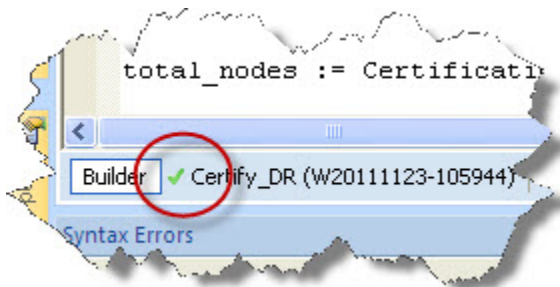 total_nodes := Certificati
Builder Certify_DR (W20111123-105944)
Syntax Errors